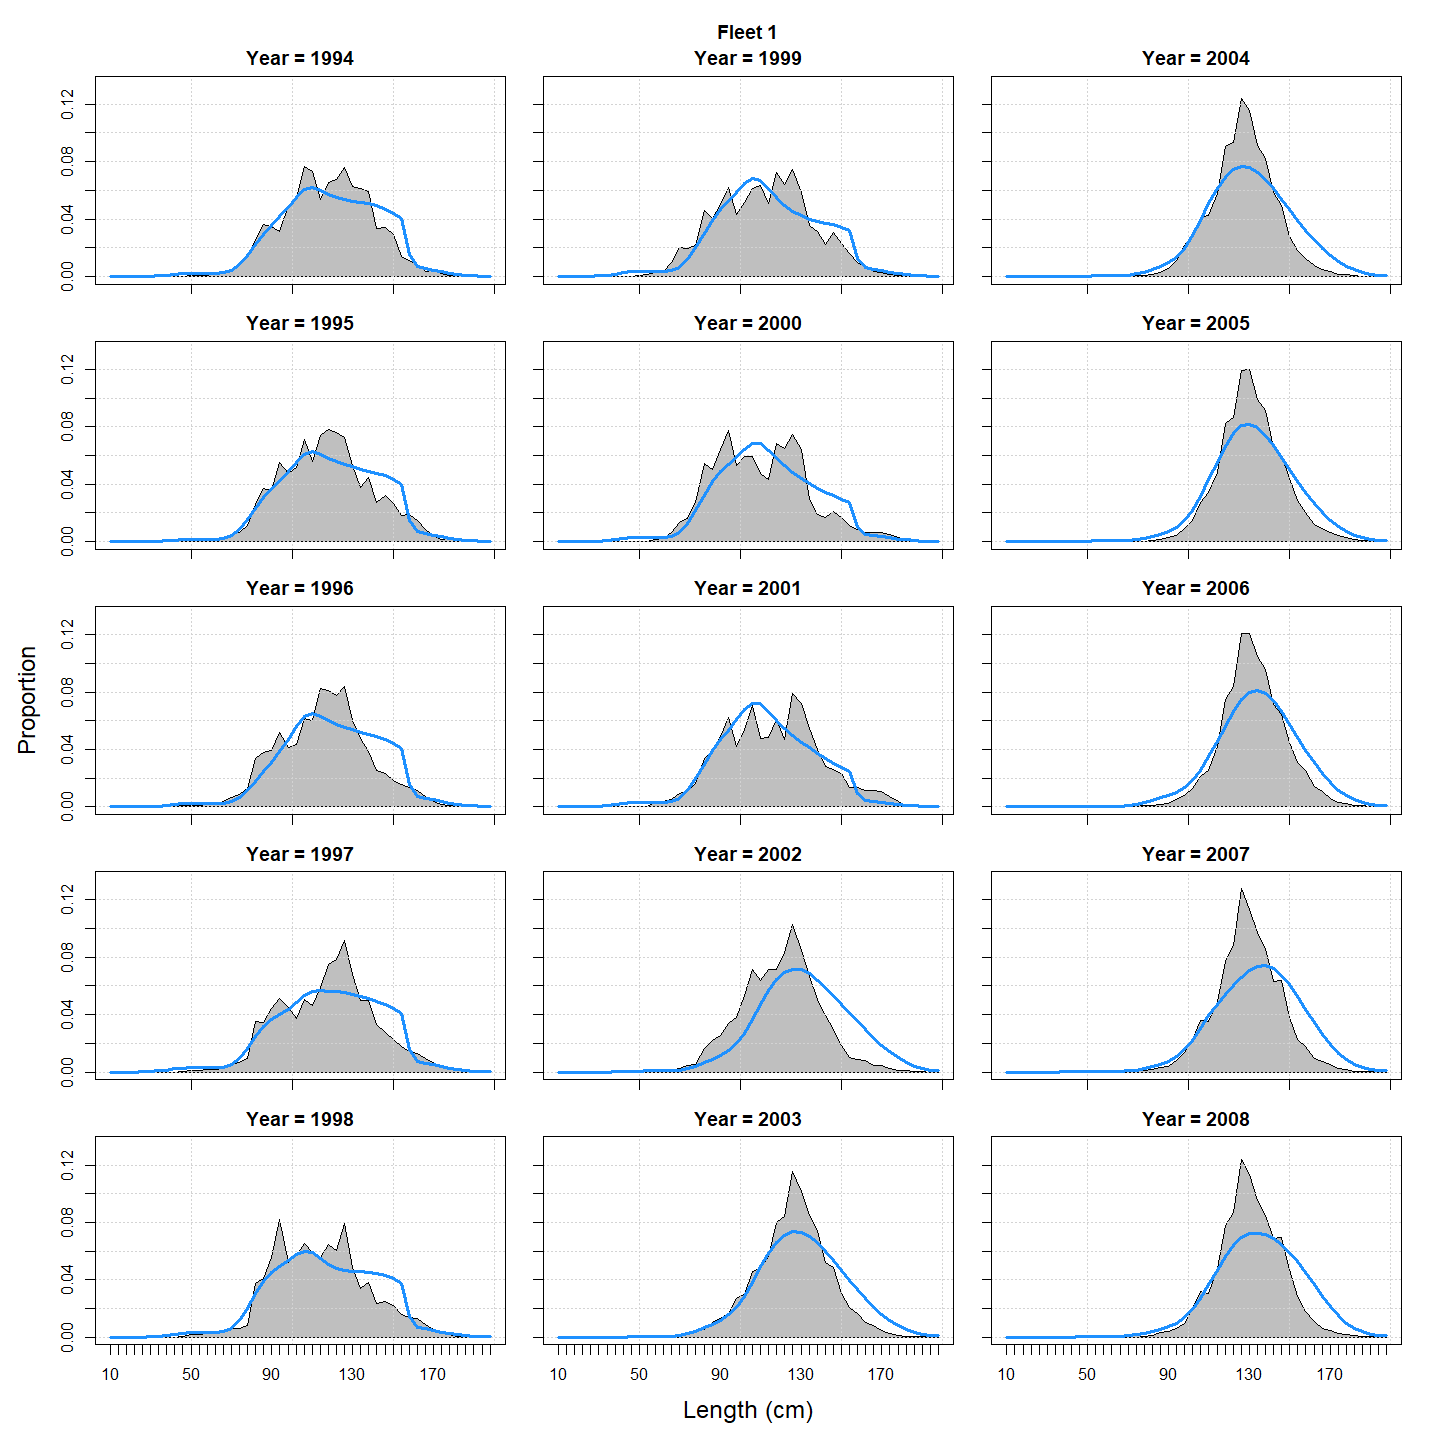 Fleet 1
Year = 1994 Year = 1999 Year = 2004
0.00 0.04 0.08 0.12
Year = 1995 Year = 2000 Year = 2005
0.00 0.04 0.08 0.12
Year = 1996 Year = 2001 Year = 2006
0.00 0.04 0.08 0.12
Proportion
Year = 1997 Year = 2002 Year = 2007
0.00 0.04 0.08 0.12
Year = 1998 Year = 2003 Year = 2008
0.00 0.04 0.08 0.12
10 50 90 130 170 10 50 90 130 170 10 50 90 130 170
Length (cm)